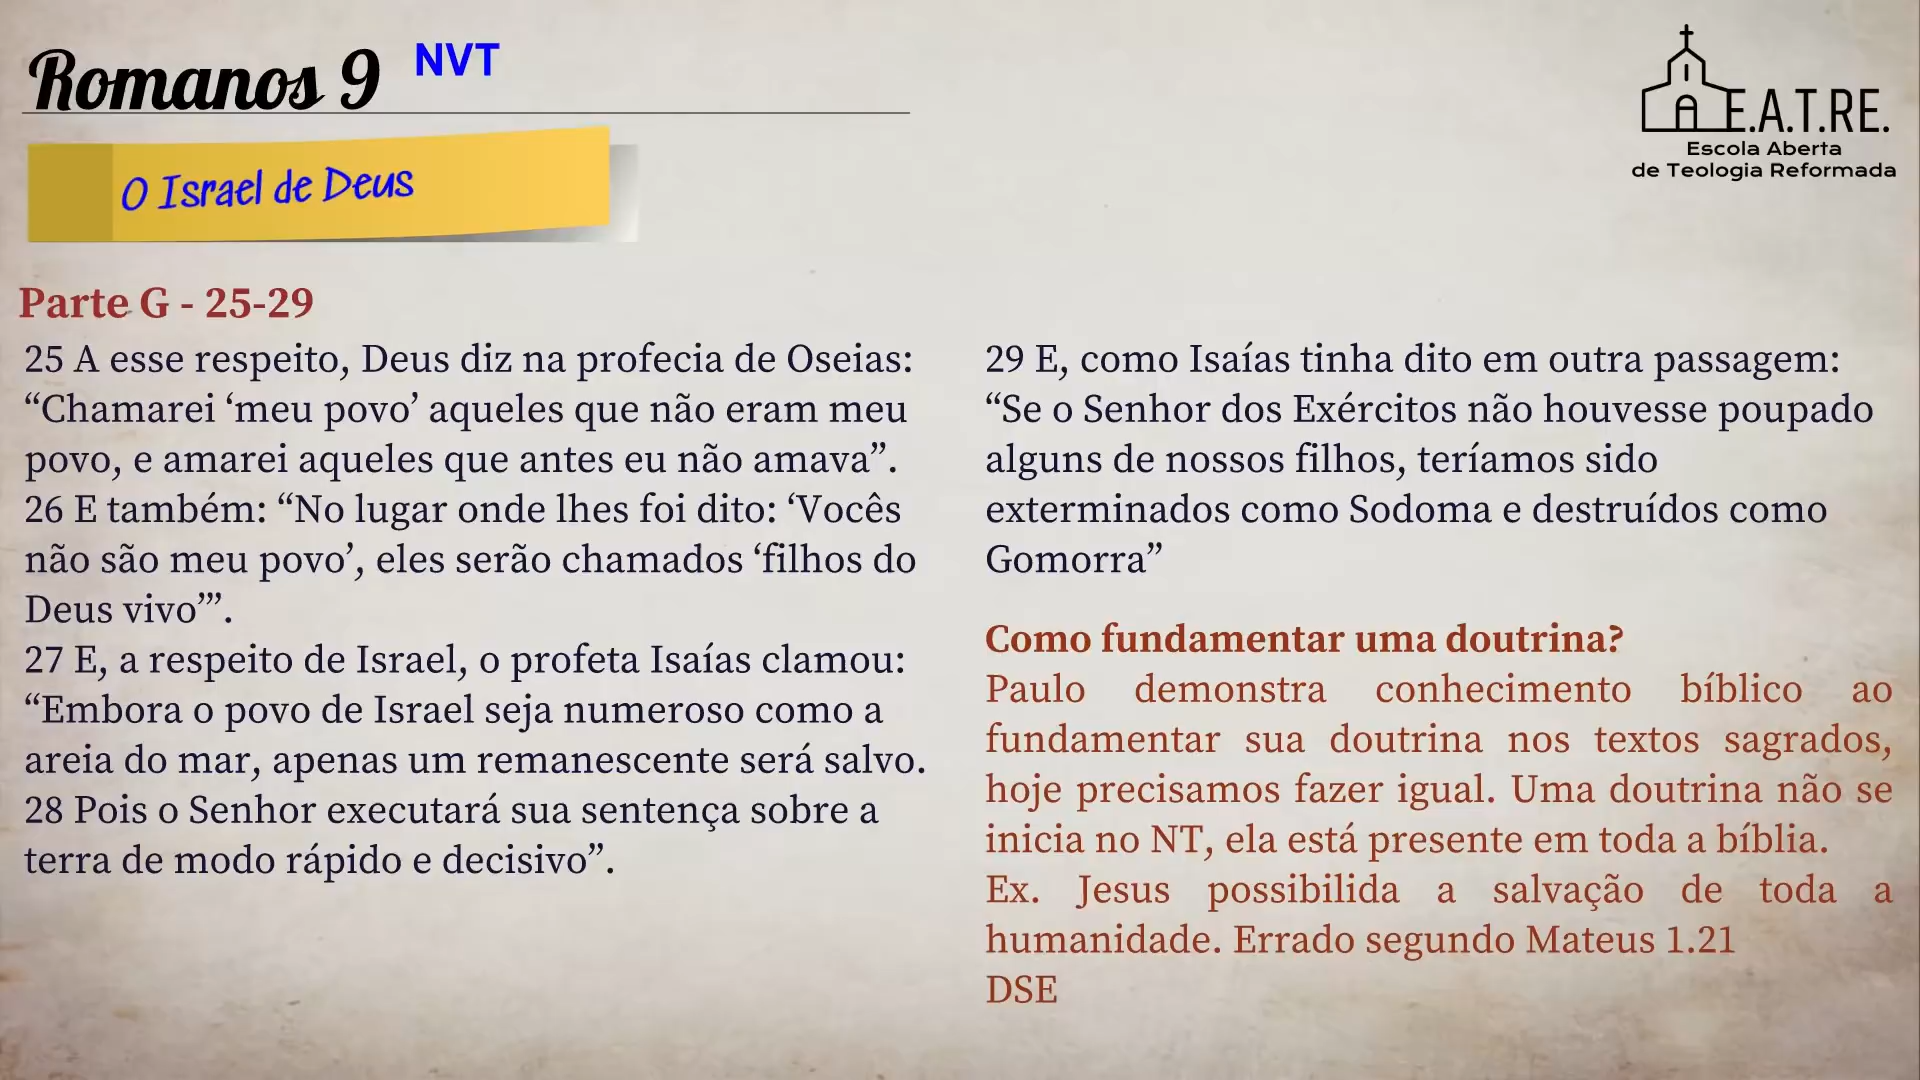 Romanos 9 NVT
E.A.T.RE.
Escola Aberta
de Teologia Reformada
O Israel de Deus
Parte G - 25-29
25 A esse respeito, Deus diz na profecia de Oseias:
“Chamarei ‘meu povo’ aqueles que não eram meu
povo, e amarei aqueles que antes eu não amava”.
26 E também: “No lugar onde lhes foi dito: ‘Vocês
não são meu povo’, eles serão chamados ‘filhos do
Deus vivo’”.
27 E, a respeito de Israel, o profeta Isaías clamou:
“Embora o povo de Israel seja numeroso como a
areia do mar, apenas um remanescente será salvo.
28 Pois o Senhor executará sua sentença sobre a
terra de modo rápido e decisivo”.
29 E, como Isaías tinha dito em outra passagem:
“Se o Senhor dos Exércitos não houvesse poupado
alguns de nossos filhos, teríamos sido
exterminados como Sodoma e destruídos como
Gomorra”
Como fundamentar uma doutrina?
Paulo demonstra conhecimento bíblico ao
fundamentar sua doutrina nos textos sagrados,
hoje precisamos fazer igual. Uma doutrina não se
inicia no NT, ela está presente em toda a bíblia.
Ex. Jesus possibilida a salvação de toda a
humanidade. Errado segundo Mateus 1.21
DSE